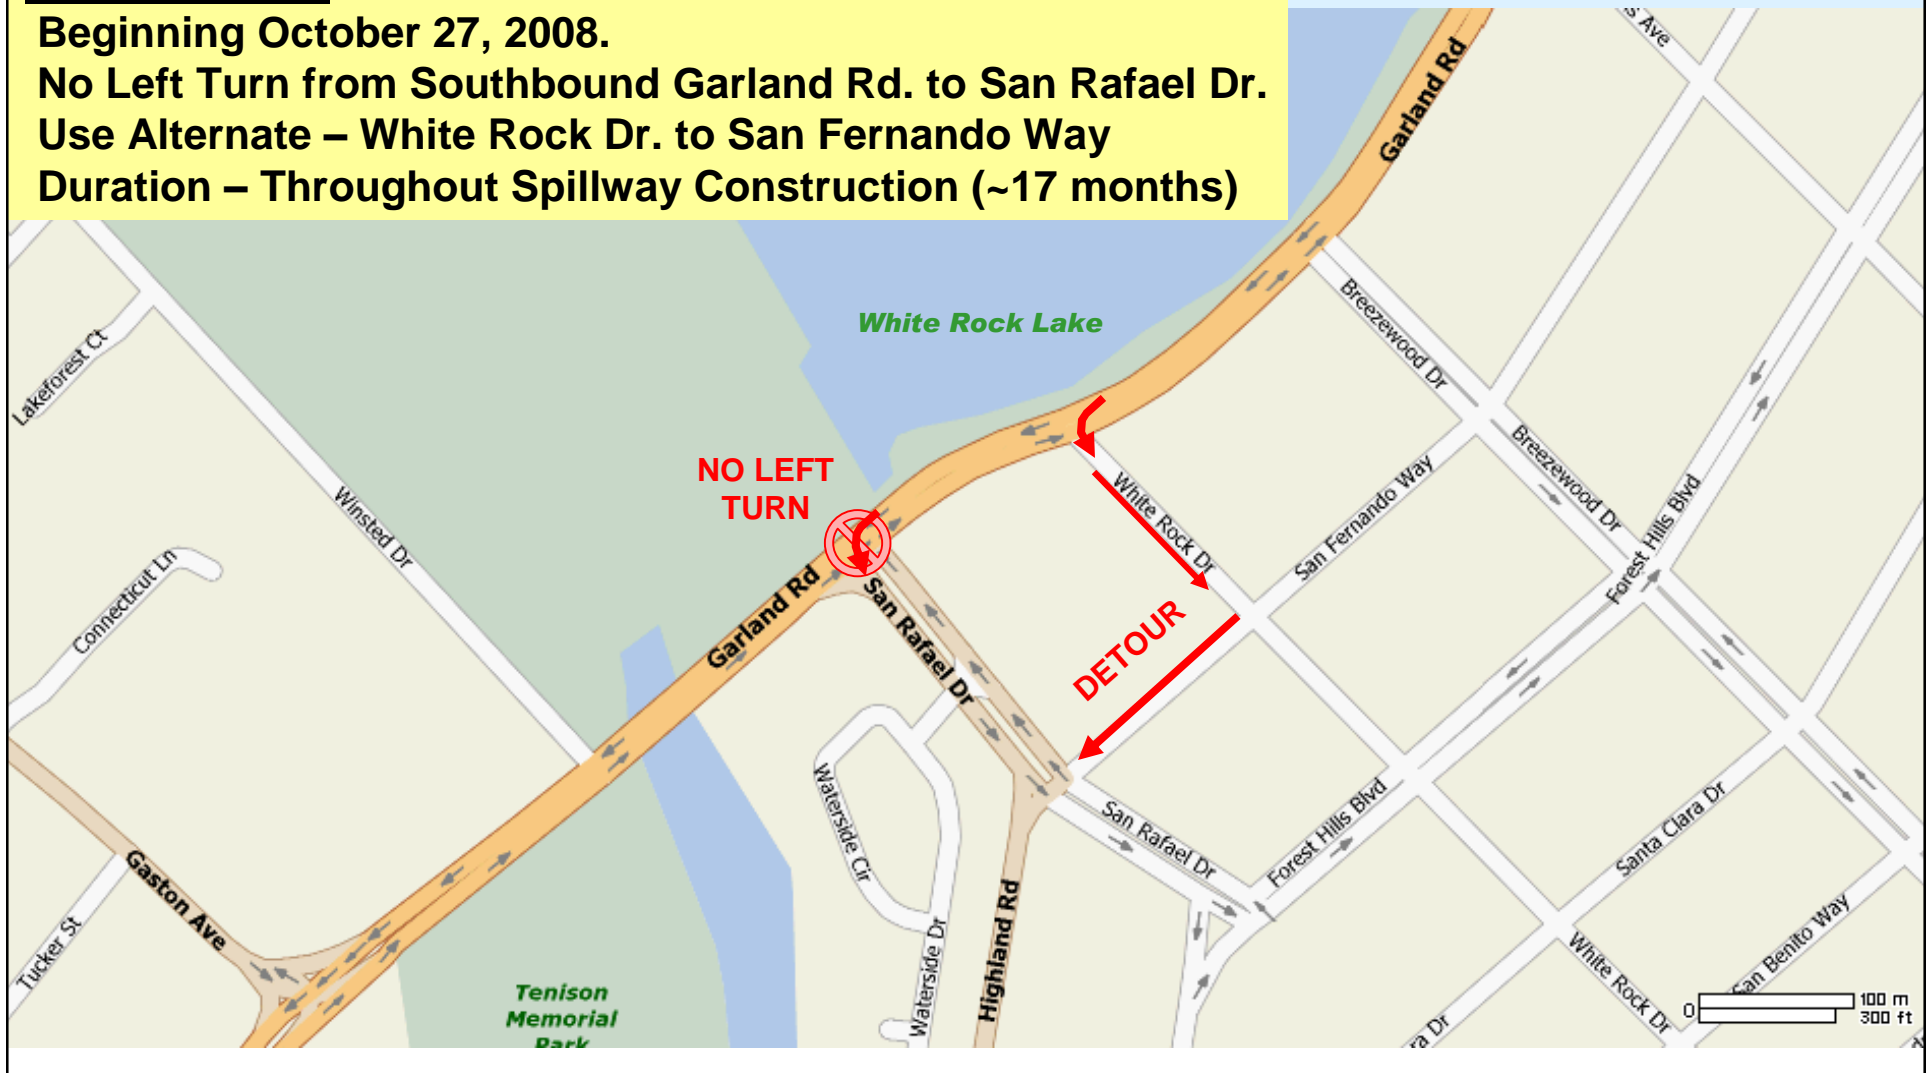 Beginning October 27, 2008.
No Left Turn from Southbound Garland Rd. to San Rafael Dr.
Use Alternate – White Rock Dr. to San Fernando Way
Duration – Throughout Spillway Construction (~17 months)
Garland Rd
Ave
White Rock Lake
Breezewood Dr
Lakeforest Ct
NO LEFT
TURN
White Rock Dr
San Fernando Way
Breezewood Dr
Forest Hills Blvd
Winsted Dr
Connecticut Ln
Garland Rd
San Rafael Dr
DETOUR
Waterside Cir
San Rafael Dr
Forest Hills Blvd
Santa Clara Dr
Gaston Ave
Tucker St
Waterside Dr
Highland Rd
White Rock Dr
San Benito Way
Tenison
Memorial
Park
ra Dr
0
100 m
300 ft